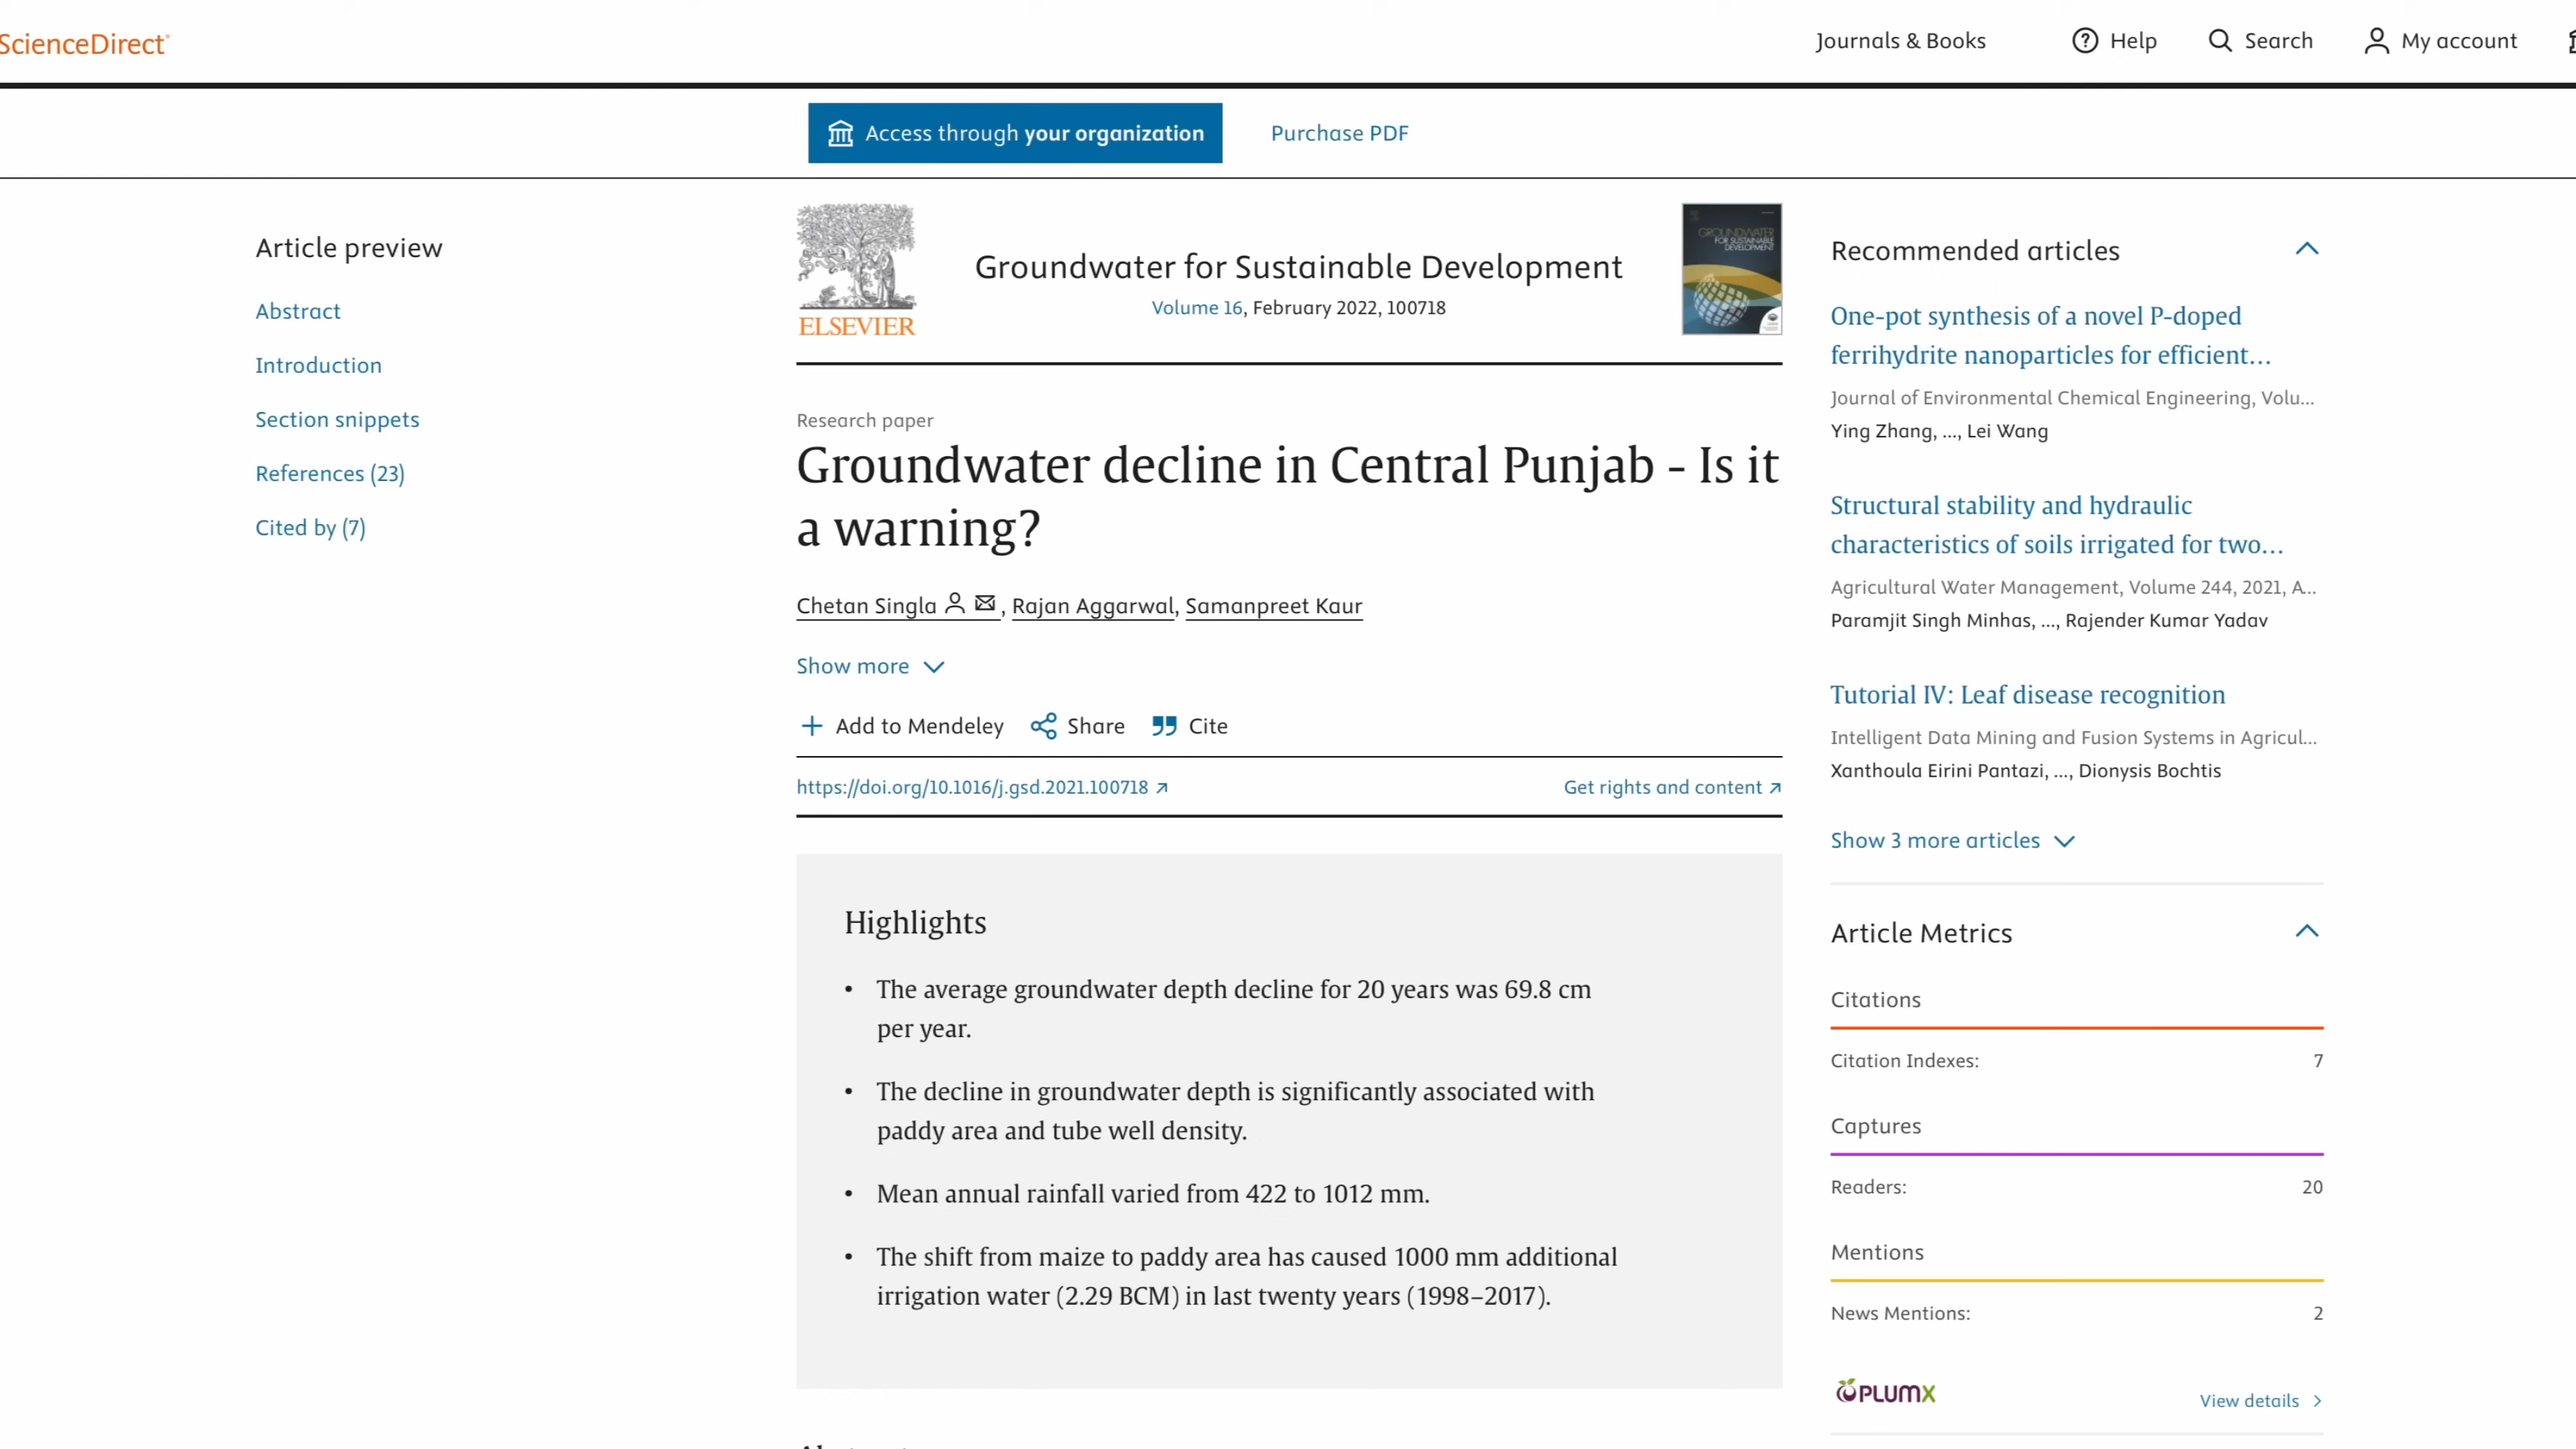 ScienceDirect
Journals & Books
Help
Search
My account
Access through your organization
Purchase PDF
Article preview
Abstract
Introduction
Section snippets
References (23)
Cited by (7)
ELSEVIER
Groundwater for Sustainable Development
Volume 16, February 2022, 100718
GROUNDWATER
FOR SUSTAINABLE
DEVELOPMENT
Research paper
Groundwater decline in Central Punjab - Is it
a warning?
Chetan Singla, Rajan Aggarwal, Samanpreet Kaur
Show more
Add to Mendeley
Share
Cite
https://doi.org/10.1016/j.gsd.2021.100718
Get rights and content
Highlights
• The average groundwater depth decline for 20 years was 69.8 cm
per year.
• The decline in groundwater depth is significantly associated with
paddy area and tube well density.
• Mean annual rainfall varied from 422 to 1012 mm.
• The shift from maize to paddy area has caused 1000 mm additional
irrigation water (2.29 BCM) in last twenty years (1998–2017).
Recommended articles
One-pot synthesis of a novel P-doped
ferrihydrite nanoparticles for efficient…
Journal of Environmental Chemical Engineering, Volu…
Ying Zhang, …, Lei Wang
Structural stability and hydraulic
characteristics of soils irrigated for two…
Agricultural Water Management, Volume 244, 2021, A…
Paramjit Singh Minhas, …, Rajender Kumar Yadav
Tutorial IV: Leaf disease recognition
Intelligent Data Mining and Fusion Systems in Agricul…
Xanthoula Eirini Pantazi, …, Dionysis Bochtis
Show 3 more articles
Article Metrics
Citations
Citation Indexes: 7
Captures
Readers: 20
Mentions
News Mentions: 2
PLUMX
View details